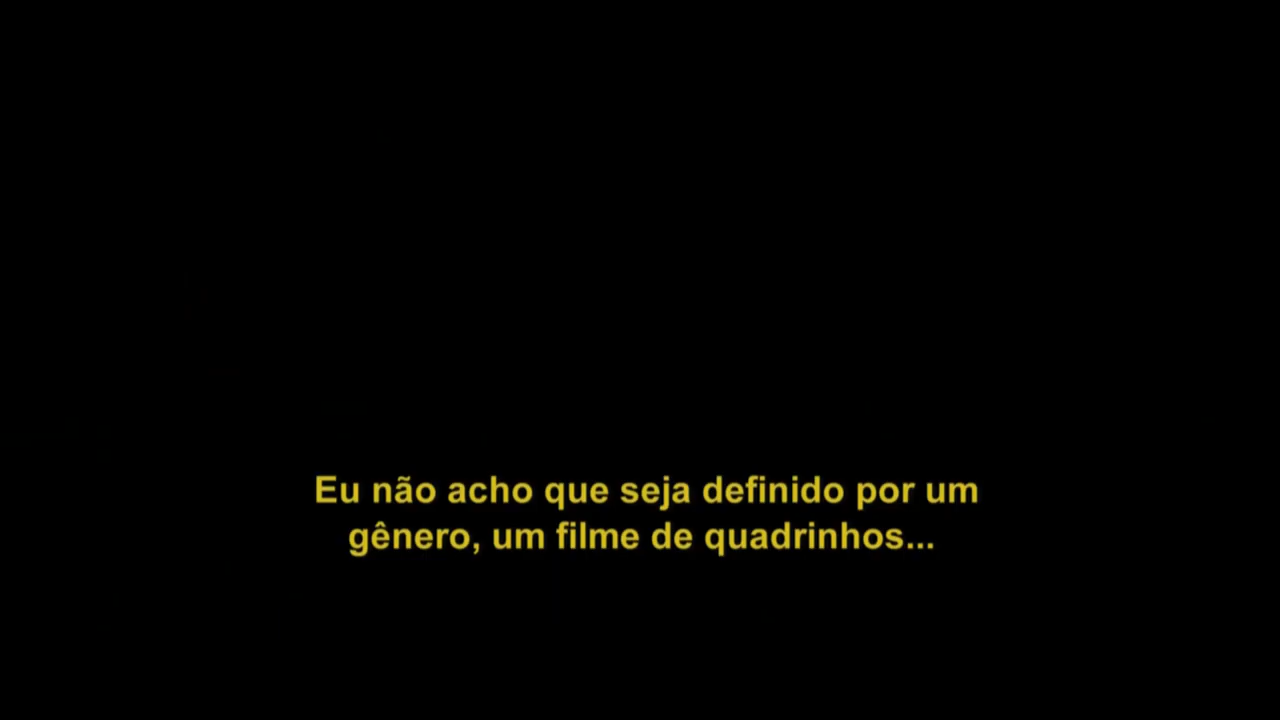 Eu não acho que seja definido por um
gênero, um filme de quadrinhos...